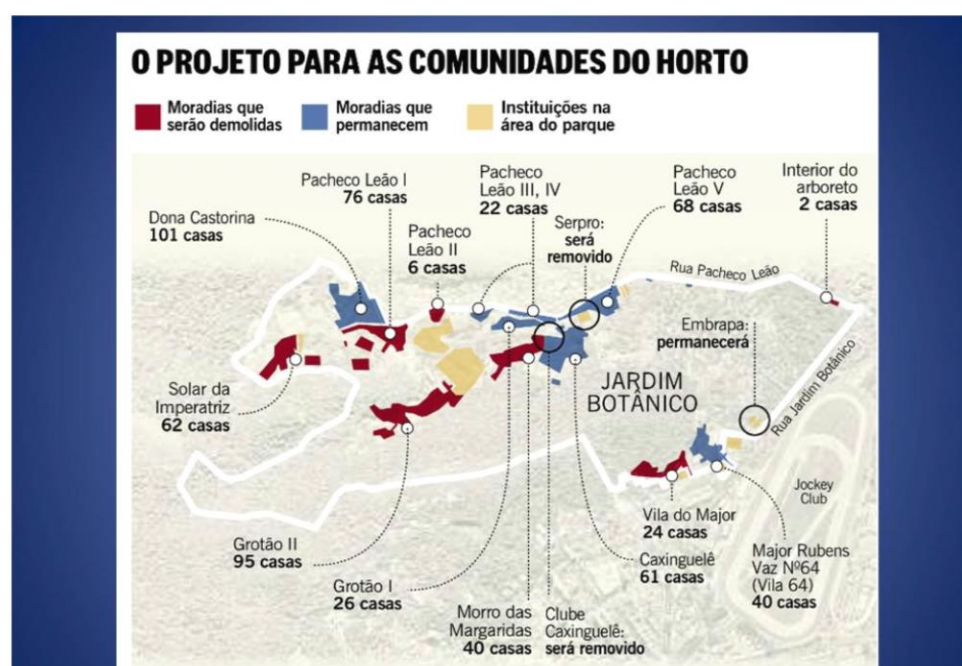 O PROJETO PARA AS COMUNIDADES DO HORTO
Moradias que
serão demolidas
Moradias que
permanecem
Instituições na
área do parque
Dona Castorina
101 casas
Pacheco Leão I
76 casas
Pacheco
Leão II
6 casas
Pacheco
Leão III, IV
22 casas
Serpro:
será
removido
Pacheco
Leão V
68 casas
Interior do
arboreto
2 casas
Rua Pacheco Leão
Embrapa:
permanecerá
Rua Jardim Botânico
JARDIM
BOTÂNICO
Jockey
Club
Solar da
Imperatriz
62 casas
Grotão II
95 casas
Grotão I
26 casas
Morro das
Margaridas
40 casas
Clube
Caxinguelê:
será removido
Vila do Major
24 casas
Caxinguelê
61 casas
Major Rubens
Vaz Nº64
(Vila 64)
40 casas